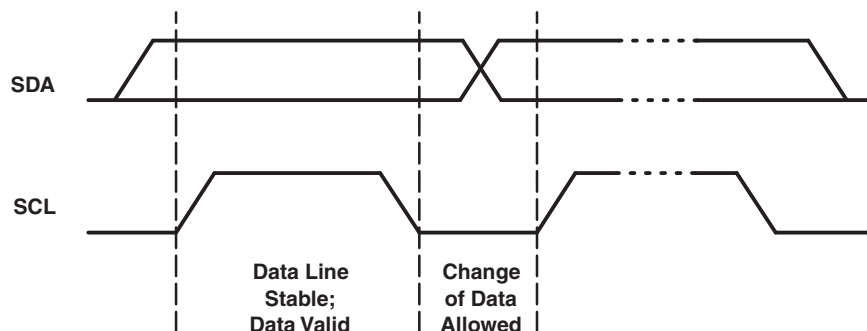 SDA
SCL
Data Line
Stable;
Data Valid
Change
of Data
Allowed